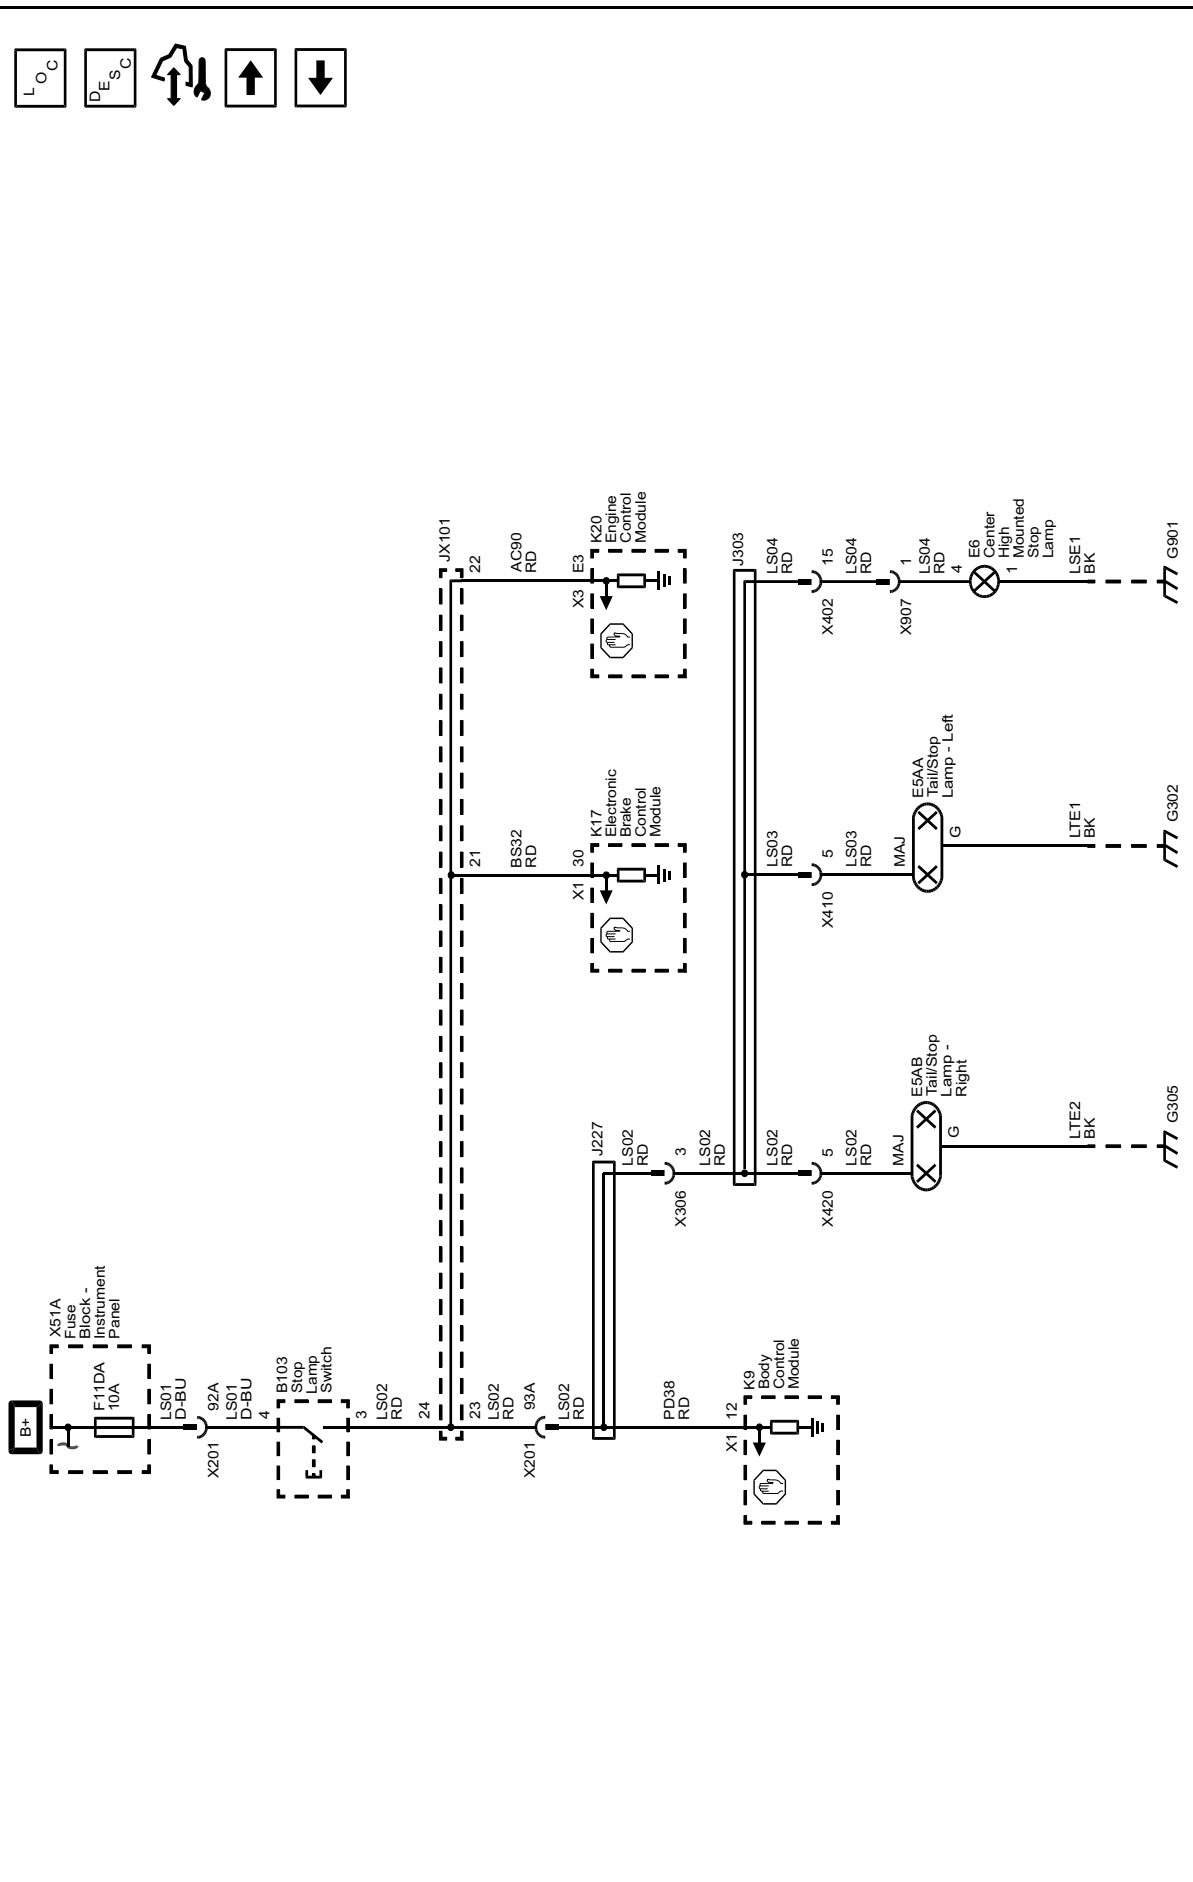 LOC
DESC
B+
X51A
Fuse
Block -
Instrument
Panel
F11DA
10A
LS01
D-BU
X201
92A
LS01
D-BU
4
B103
Stop
Lamp
Switch
3
LS02
RD
24
JX101
23
LS02
RD
21
BS32
RD
22
AC90
RD
X201
93A
LS02
RD
X1
30
K17
Electronic
Brake
Control
Module
X3
E3
K20
Engine
Control
Module
J227
PD38
RD
LS02
RD
X306
3
LS02
RD
X1
12
K9
Body
Control
Module
J303
LS02
RD
LS03
RD
LS04
RD
X420
5
X410
5
X402
15
LS02
RD
LS03
RD
LS04
RD
X907
1
LS04
RD
4
MAJ
E5AB
Tail/Stop
Lamp -
Right
G
MAJ
E5AA
Tail/Stop
Lamp - Left
G
E6
Center
High
Mounted
Stop
Lamp
1
LTE2
BK
LTE1
BK
LSE1
BK
G305
G302
G901